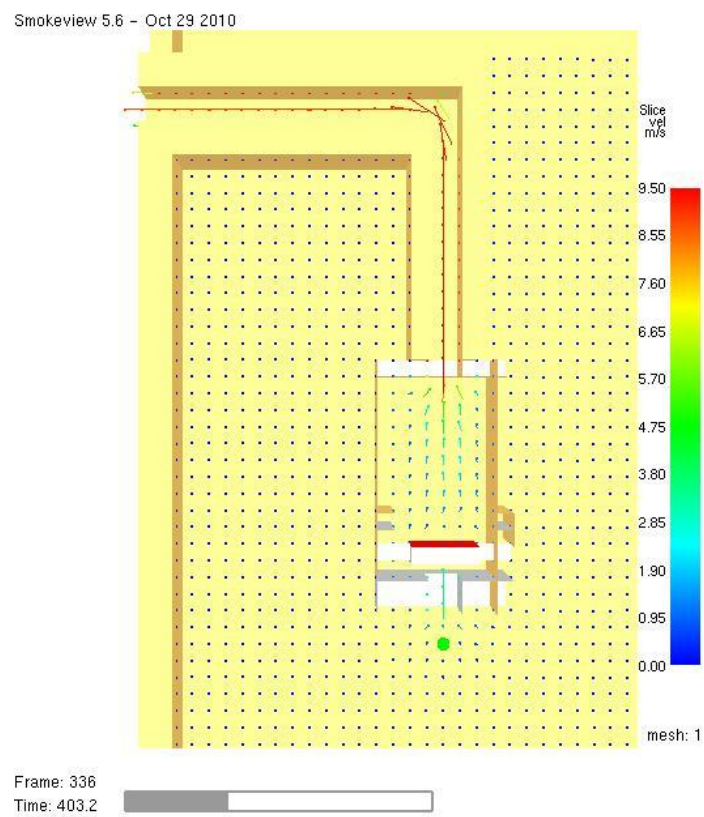 Smokeview 5.6 – Oct 29 2010
Slice
vel
m/s
9.50
8.55
7.60
6.65
5.70
4.75
3.80
2.85
1.90
0.95
0.00
mesh: 1
Frame: 336
Time: 403.2